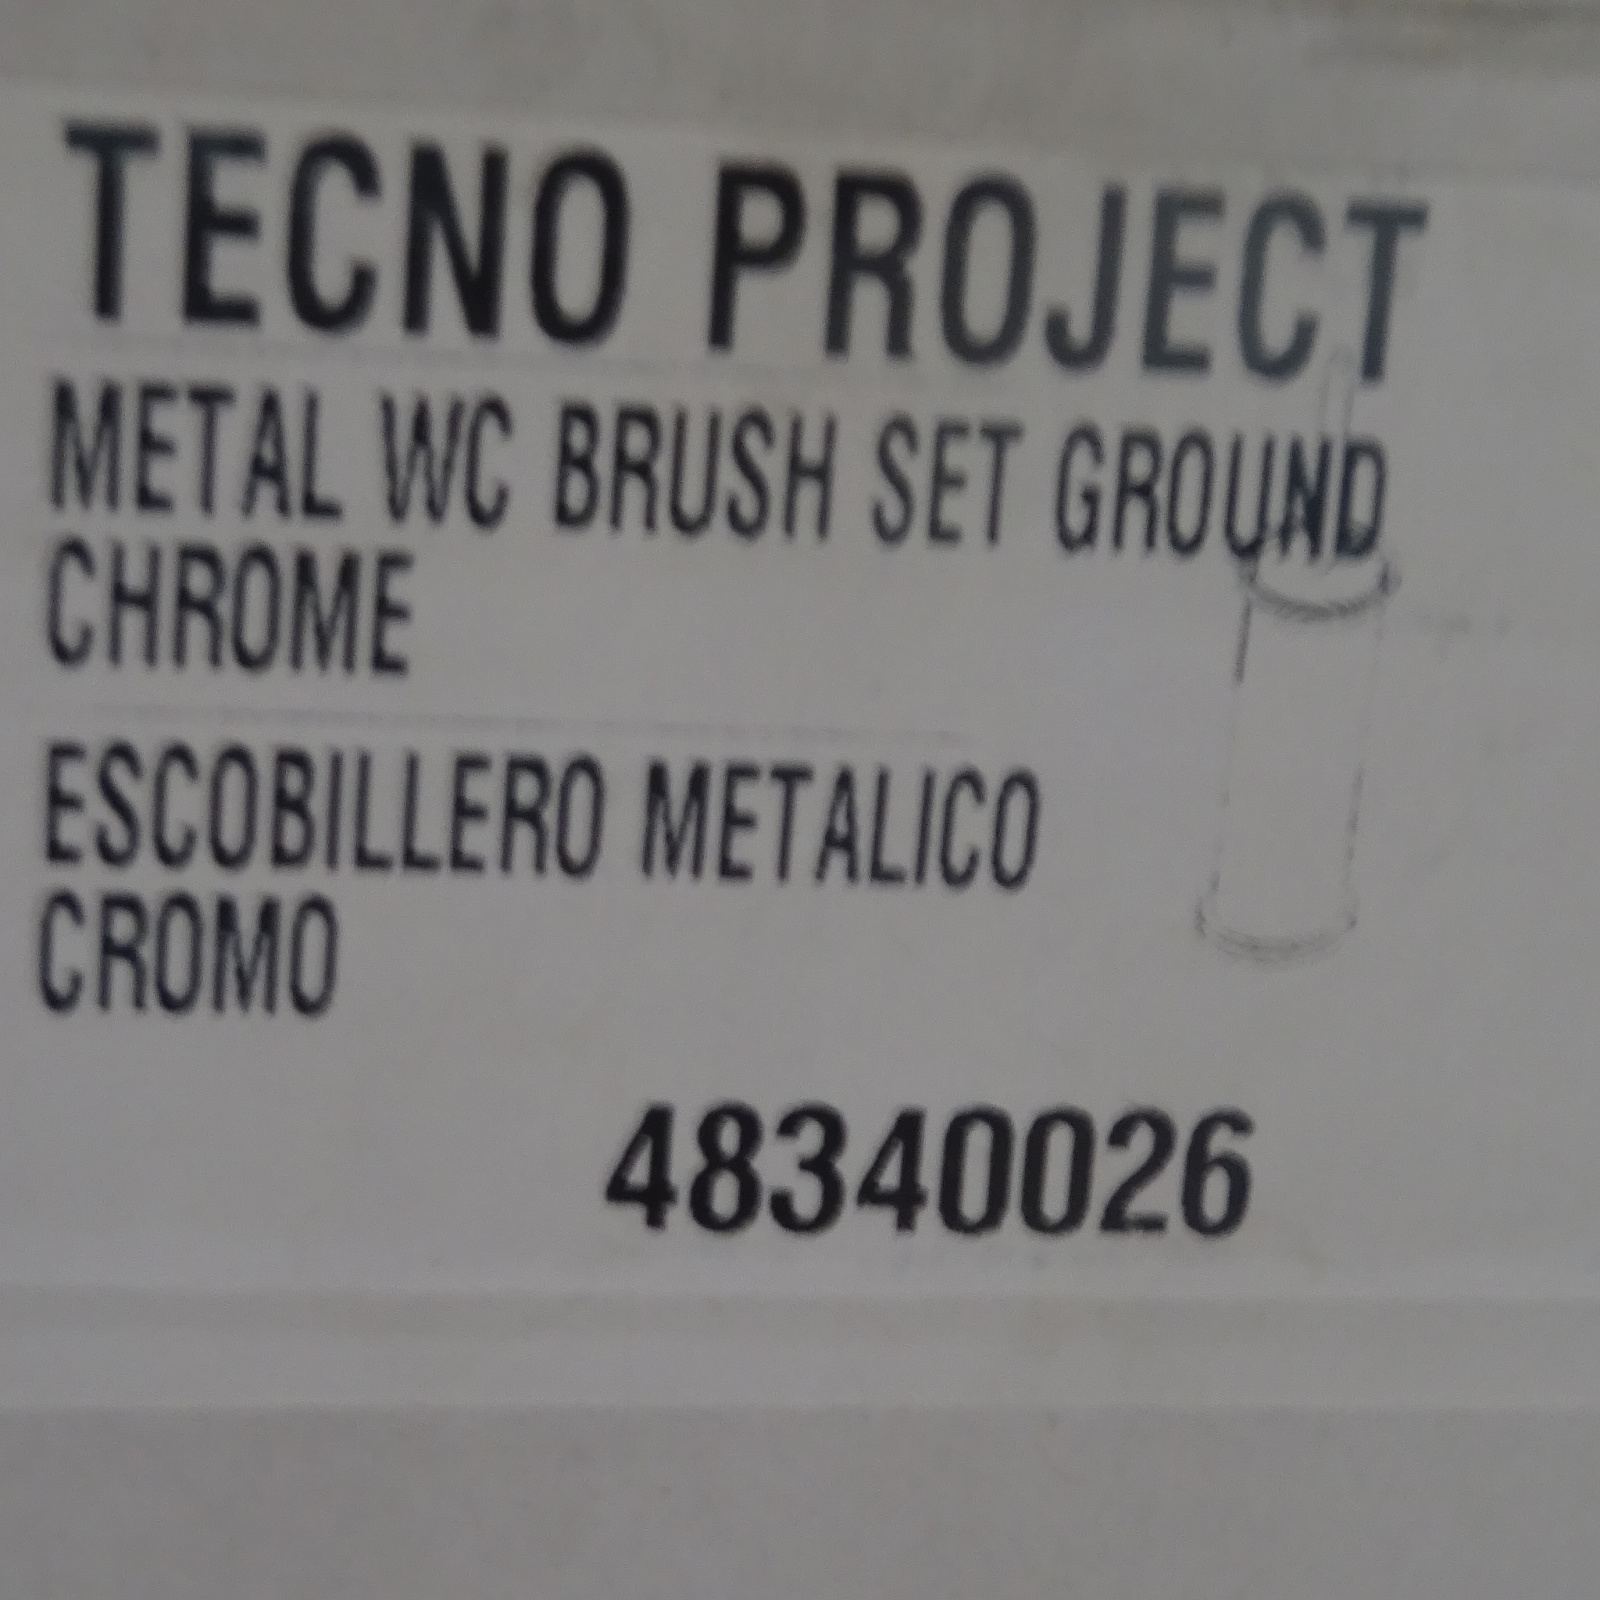 TECNO PROJECT
METAL WC BRUSH SET GROUND
CHROME
ESCOBILLERO METALICO
CROMO
48340026